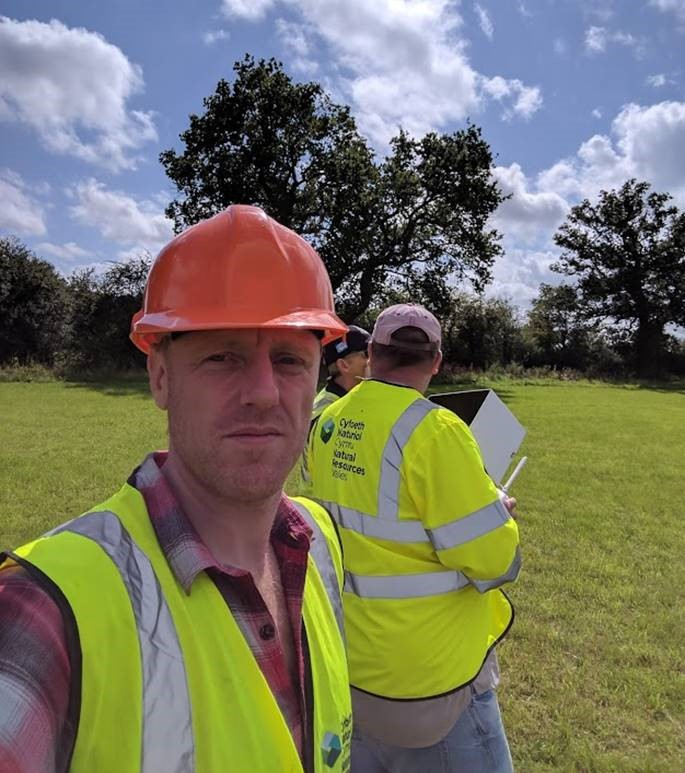 Cyfoeth
Naturiol
Cymru
Natural
Resources
Wales